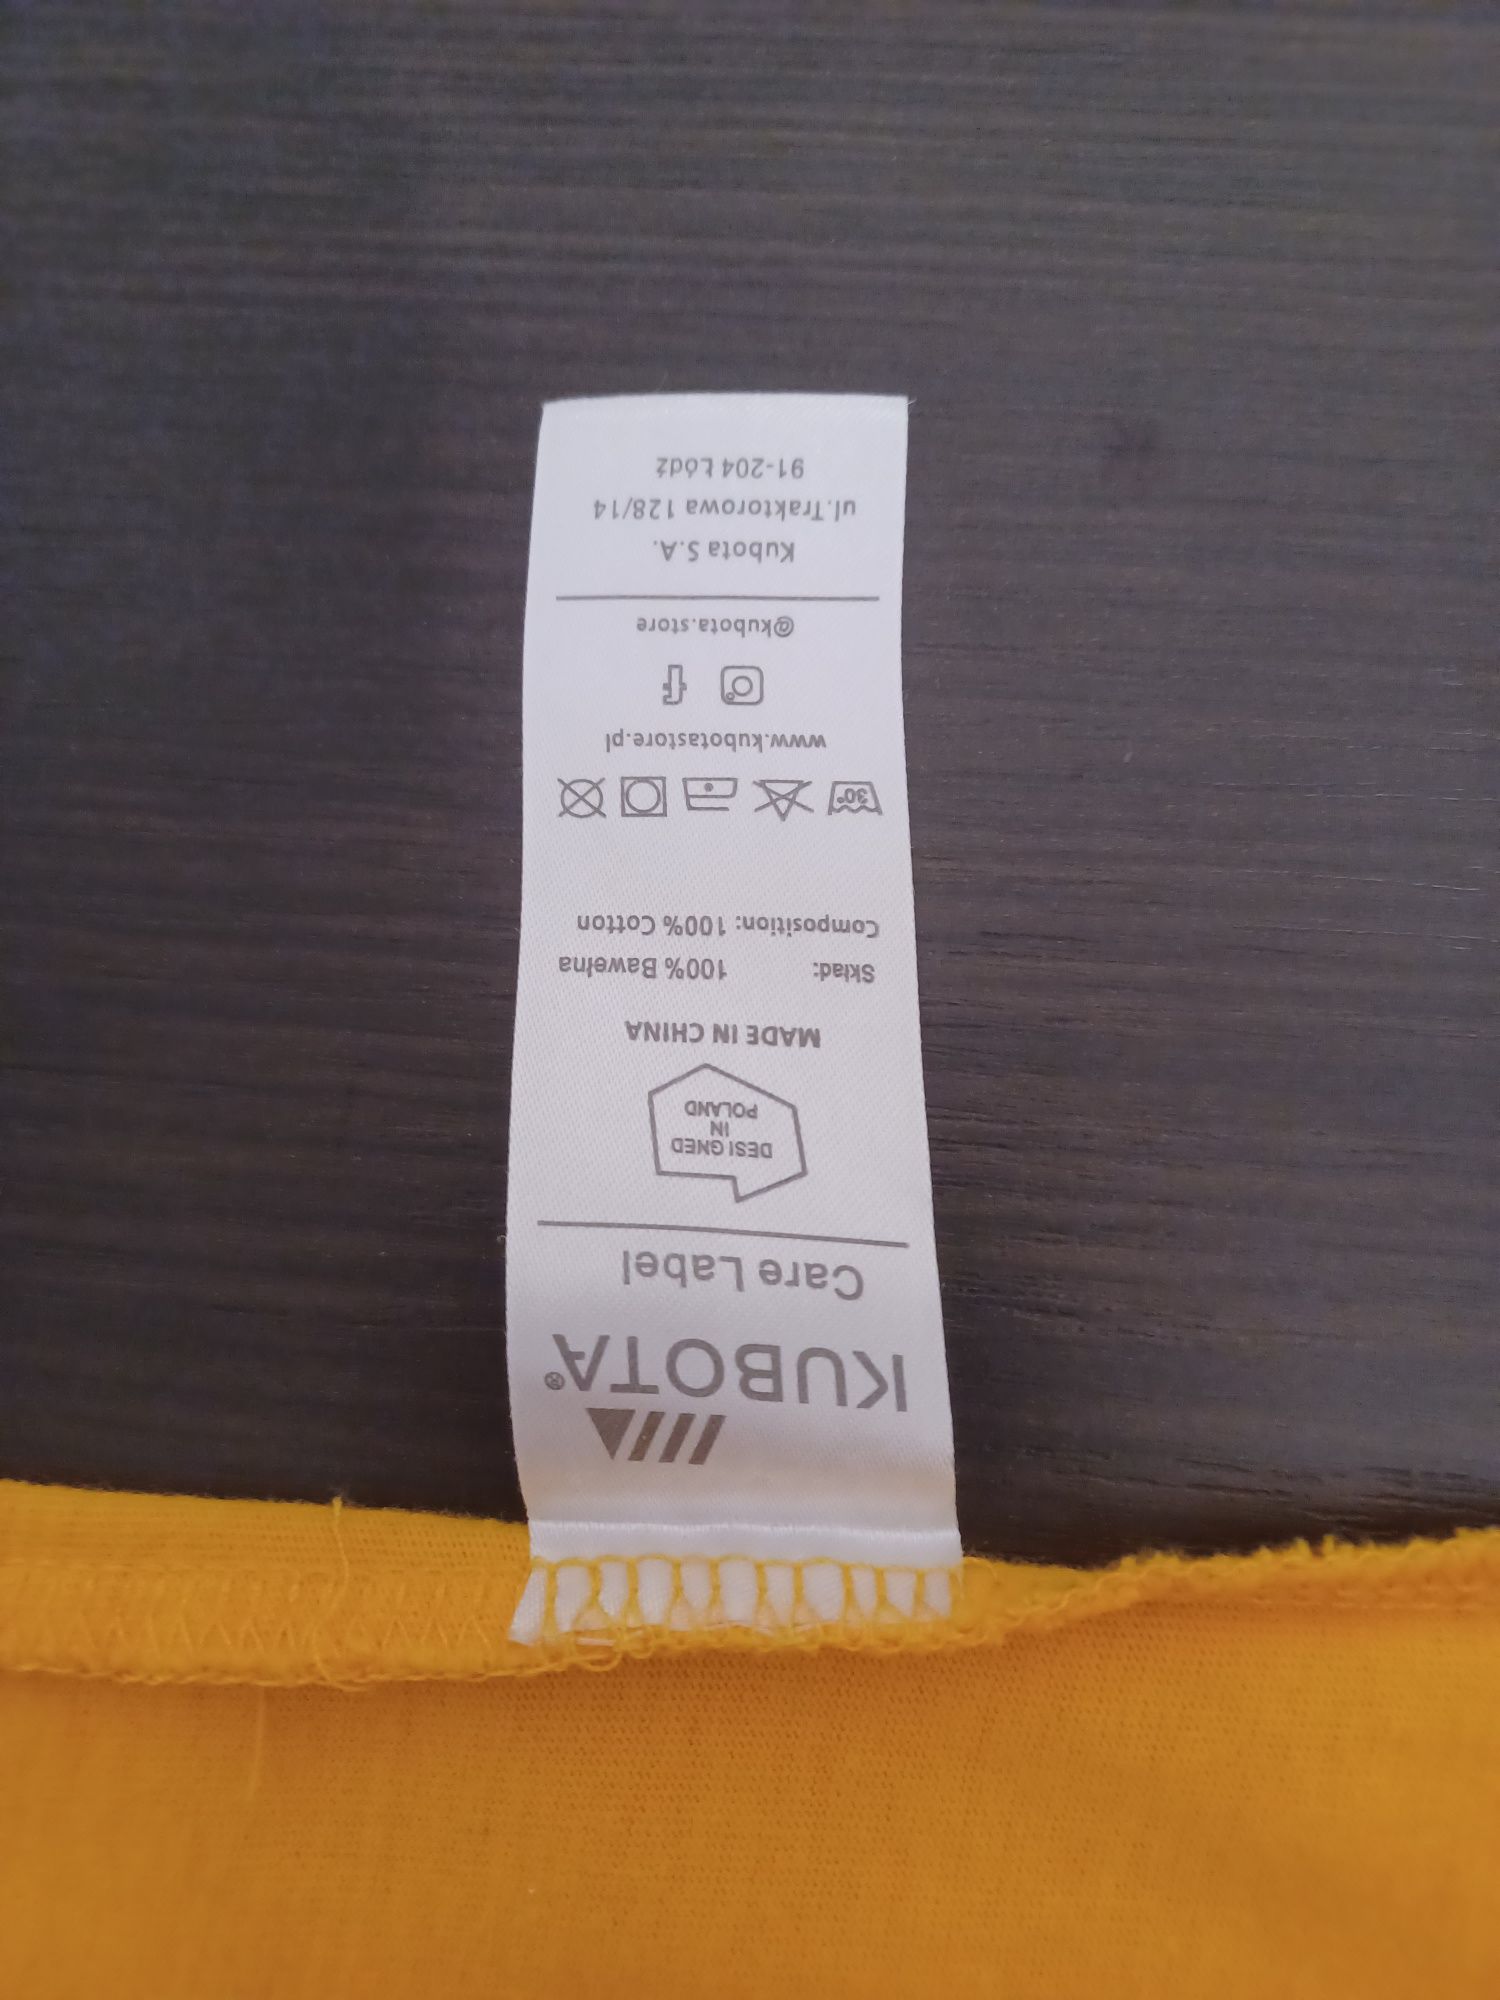 KUBOTA®
Care Label
DESIGNED
IN
POLAND
MADE IN CHINA
Skład: 100% Bawełna
Composition: 100% Cotton
30°
www.kubotastore.pl
@kubota.store
Kubota S.A.
ul.Traktorowa 128/14
91-204 Łódź